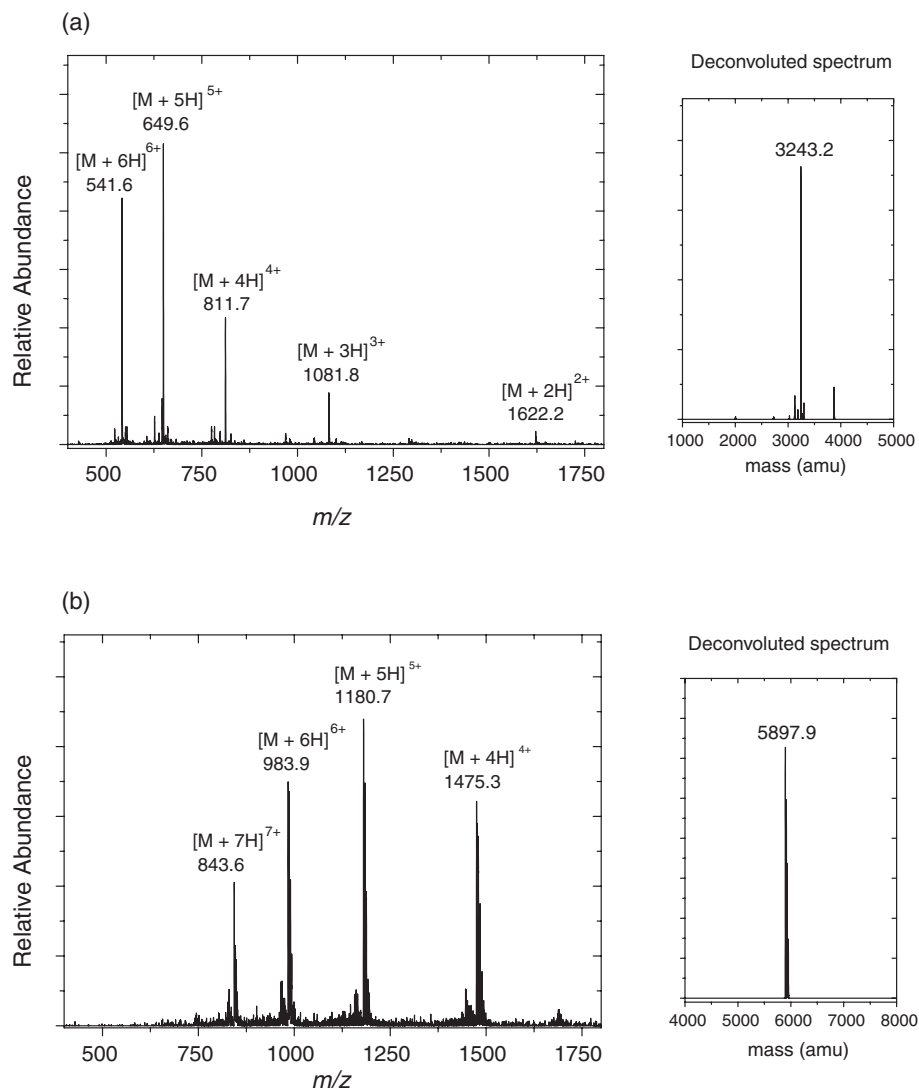 (a)
Relative Abundance
[M + 6H]6+
541.6
[M + 5H]5+
649.6
[M + 4H]4+
811.7
[M + 3H]3+
1081.8
[M + 2H]2+
1622.2
500 750 1000 1250 1500 1750
m/z
Deconvoluted spectrum
3243.2
1000 2000 3000 4000 5000
mass (amu)
(b)
Relative Abundance
[M + 7H]7+
843.6
[M + 6H]6+
983.9
[M + 5H]5+
1180.7
[M + 4H]4+
1475.3
500 750 1000 1250 1500 1750
m/z
Deconvoluted spectrum
5897.9
4000 5000 6000 7000 8000
mass (amu)